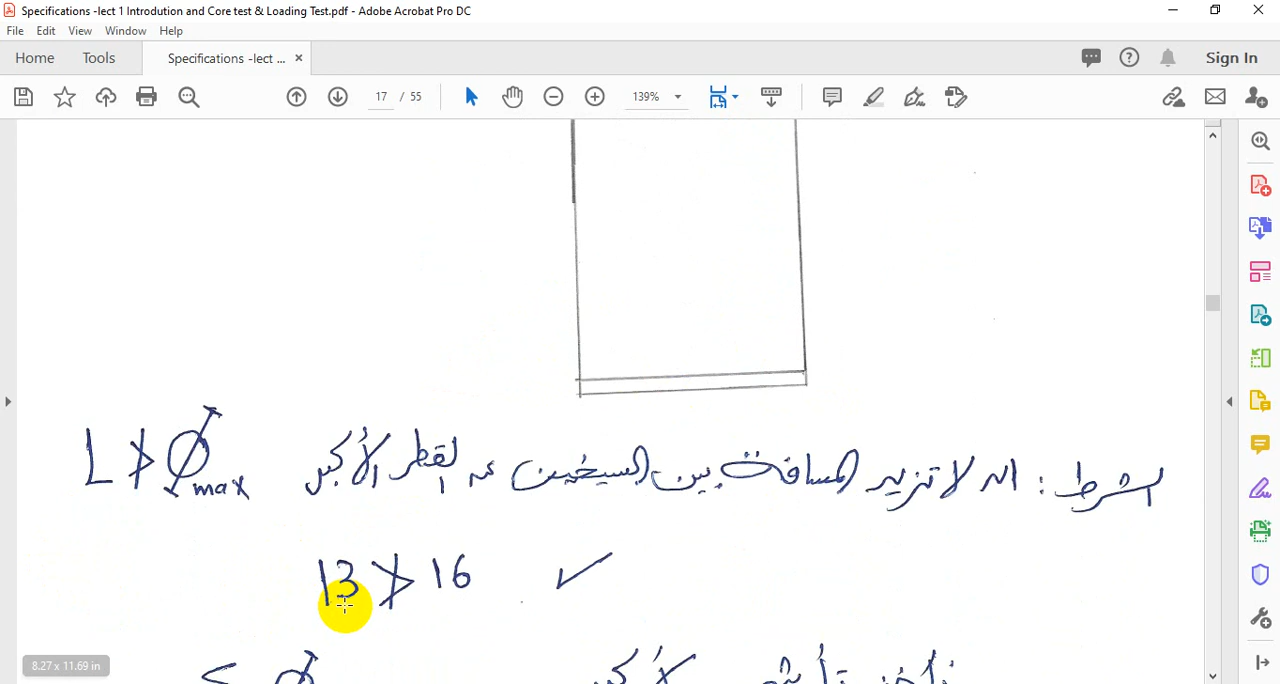 Specifications -lect 1 Introdution and Core test & Loading Test.pdf - Adobe Acrobat Pro DC
File Edit View Window Help
Home Tools Specifications -lect ... × Sign In
17 / 55 139%
الشرط : الا لا تزيد المسافة بين السيخين عن القطر الأكبر L ≯ Ø max
13 ≯ 16 ✓
8.27 x 11.69 in